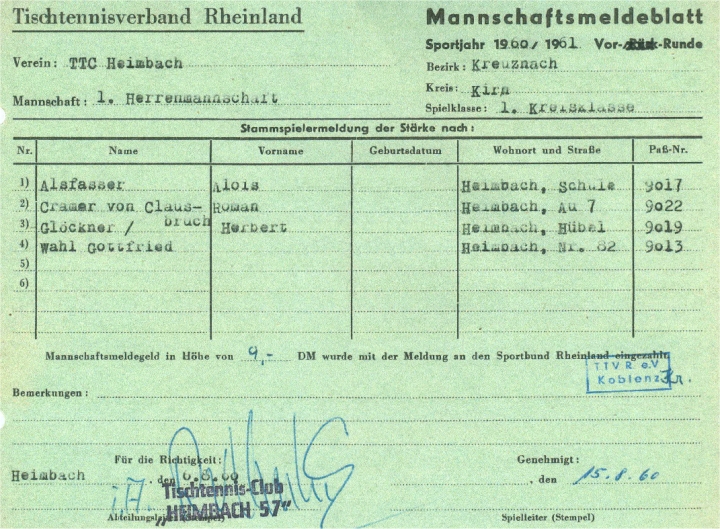 Tischtennisverband Rheinland
Mannschaftsmeldeblatt
Sportjahr 1960/1961 Vor-Rück-Runde
Verein: TTC Heimbach
Bezirk: Kreuznach
Kreis: Kirn
Mannschaft: 1. Herrenmannschaft
Spielklasse: 1. Kreisklasse
Stammspielermeldung der Stärke nach:
Nr. Name Vorname Geburtsdatum Wohnort und Straße Paß-Nr.
1) Alsfasser Alois Heimbach, Schule 9017
2) Cramer von Claus- Roman Heimbach, Au 7 9022
bruch
3) Glöckner / Herbert Heimbach, Hübel 9019
4) Wahl Gottfried Heimbach, Nr. 82 9013
5)
6)
Mannschaftsmeldegeld in Höhe von 9,- DM wurde mit der Meldung an den Sportbund Rheinland eingezahlt
TTVR e.V
Koblenz
Bemerkungen:
Für die Richtigkeit: Genehmigt:
Heimbach, den 6.8.60 , den 15.8.60
i.A.
Tischtennis-Club
"HEIMBACH 57"
Abteilungsleiter (Stempel) Spielleiter (Stempel)